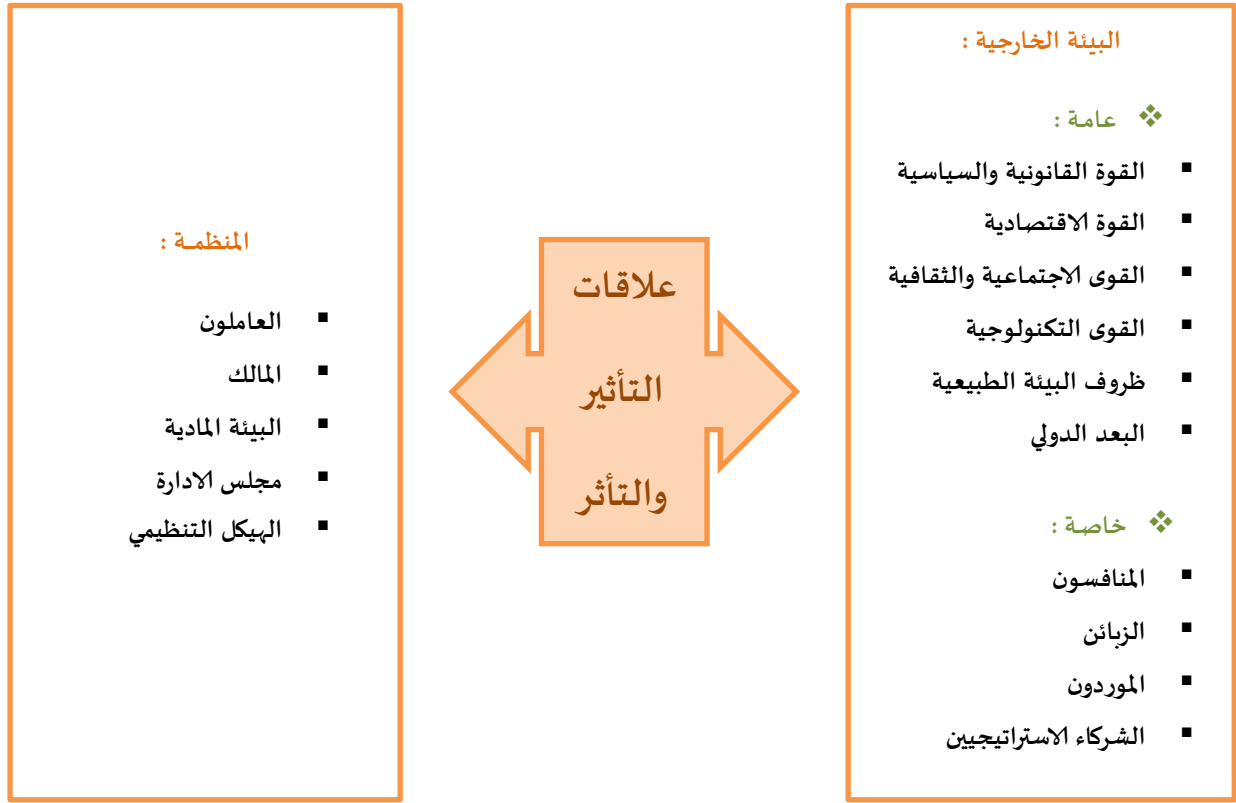 البيئة الخارجية :
عامة :
القوة القانونية والسياسية
القوة الاقتصادية
القوى الاجتماعية والثقافية
القوى التكنولوجية
ظروف البيئة الطبيعية
البعد الدولي
خاصة :
المنافسون
الزبائن
الموردون
الشركاء الاستراتيجيين
علاقات
التأثير
والتأثر
المنظمة :
العاملون
المالك
البيئة المادية
مجلس الادارة
الهيكل التنظيمي